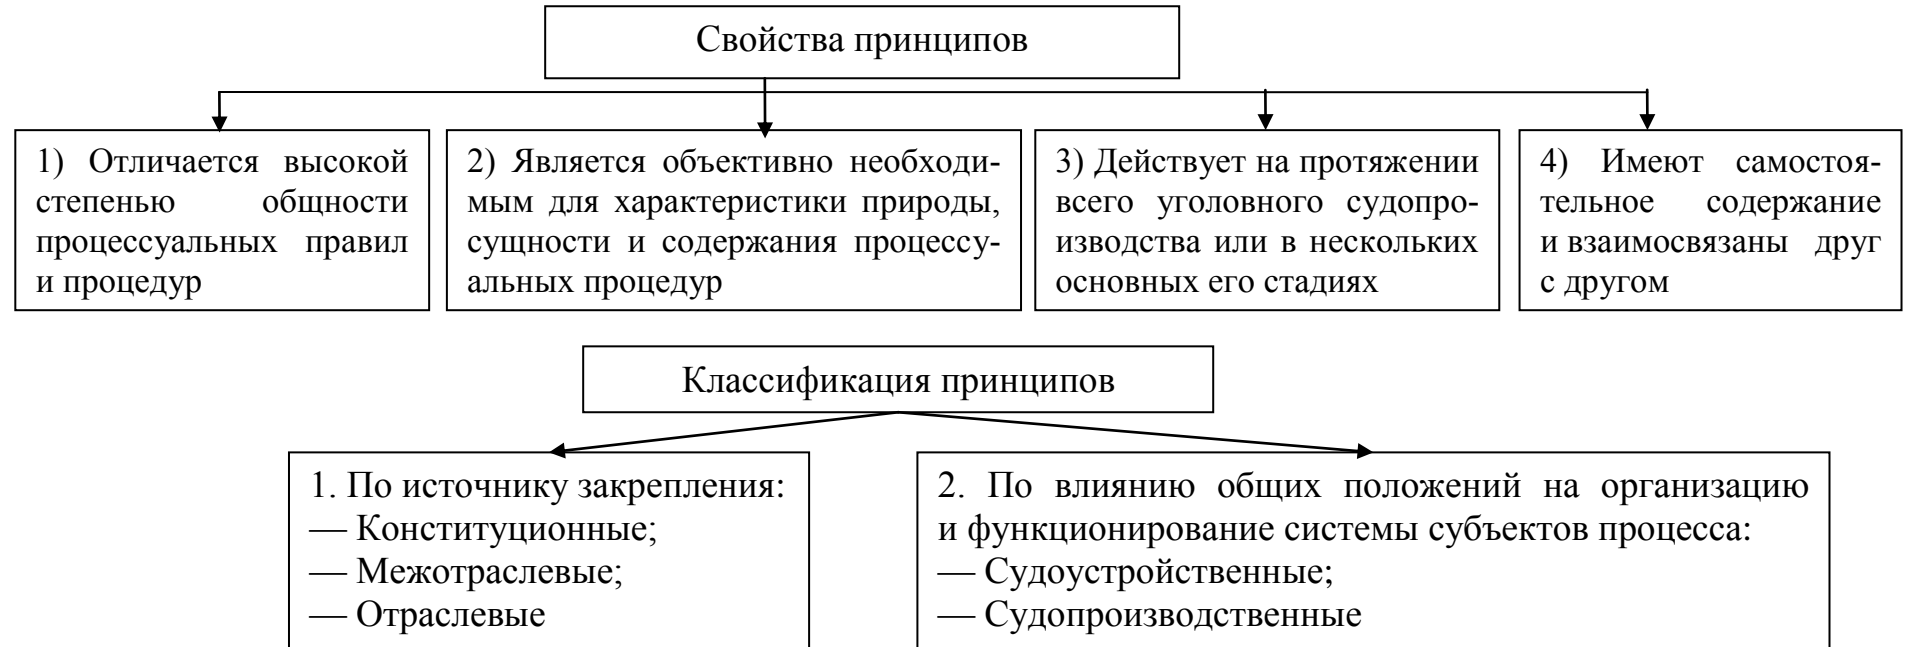 Свойства принципов
1) Отличается высокой
степенью общности
процессуальных правил
и процедур
2) Является объективно необходи-
мым для характеристики природы,
сущности и содержания процессу-
альных процедур
3) Действует на протяжении
всего уголовного судопро-
изводства или в нескольких
основных его стадиях
4) Имеют самостоя-
тельное содержание
и взаимосвязаны друг
с другом
Классификация принципов
1. По источнику закрепления:
— Конституционные;
— Межотраслевые;
— Отраслевые
2. По влиянию общих положений на организацию
и функционирование системы субъектов процесса:
— Судоустройственные;
— Судопроизводственные